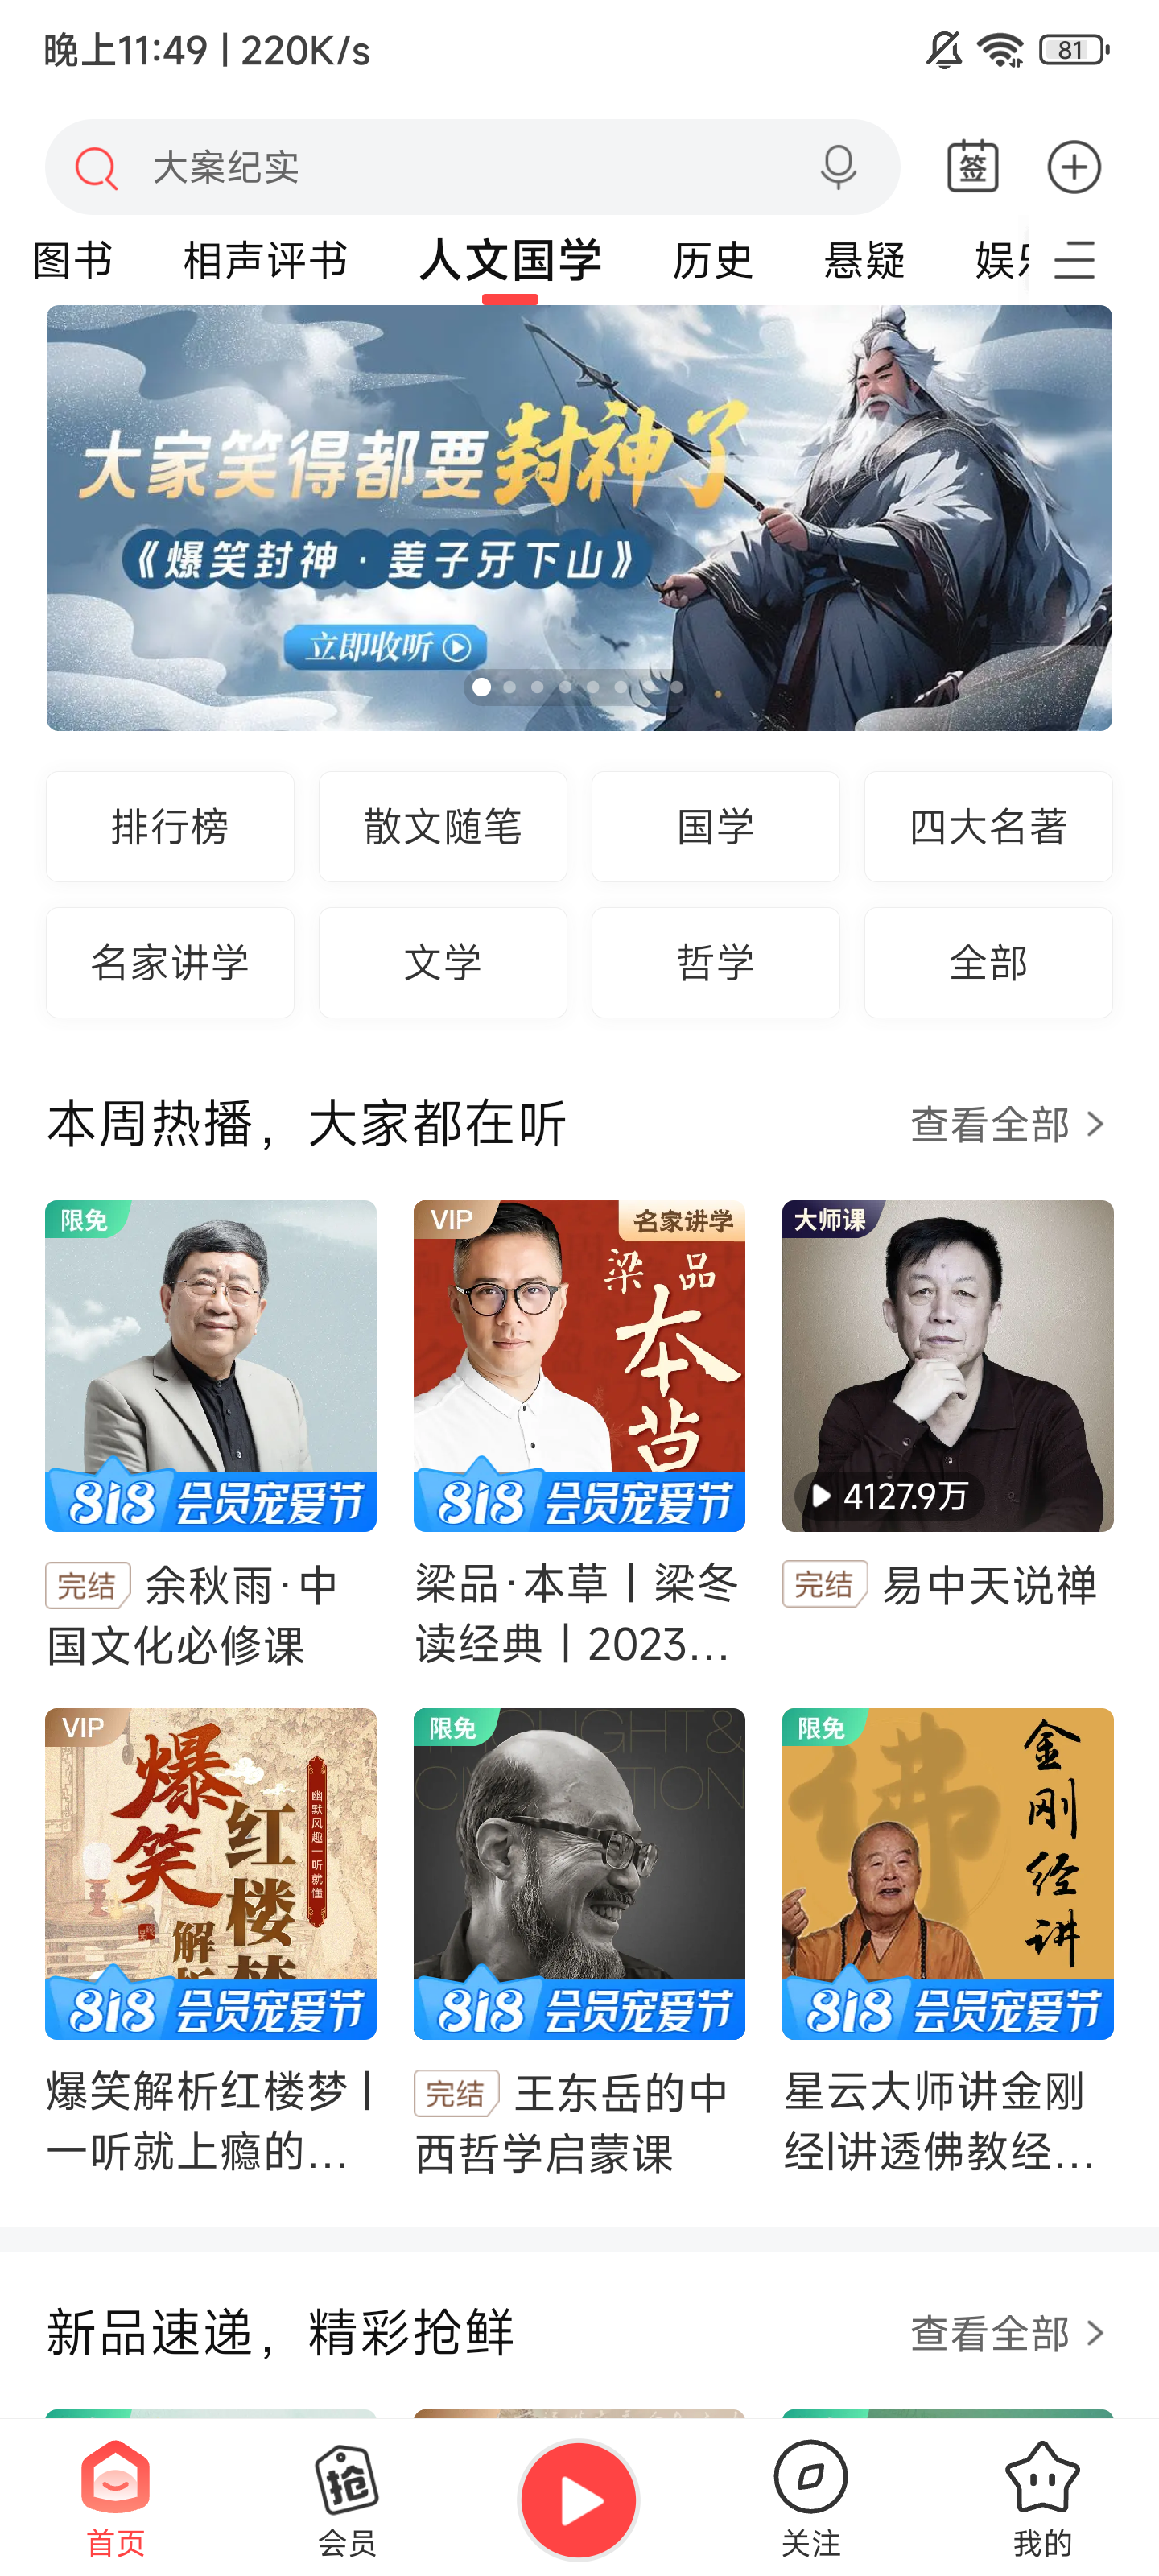 晚上11:49 | 220K/s
81
大案纪实
签
图书 相声评书 人文国学 历史 悬疑
大家笑得都要封神了
《爆笑封神·姜子牙下山》
立即收听
排行榜 散文随笔 国学 四大名著
名家讲学 文学 哲学 全部
本周热播，大家都在听 查看全部
限免
818 会员宠爱节
VIP
名家讲学
梁品
本草
818 会员宠爱节
大师课
4127.9万
完结 余秋雨·中
国文化必修课
梁品·本草丨梁冬
读经典丨2023...
完结 易中天说禅
VIP
爆笑
红楼梦
解析
幽默风趣一听就懂
818 会员宠爱节
限免
818 会员宠爱节
限免
佛
金刚经讲
818 会员宠爱节
爆笑解析红楼梦 |
一听就上瘾的...
完结 王东岳的中
西哲学启蒙课
星云大师讲金刚
经|讲透佛教经...
新品速递，精彩抢鲜 查看全部
抢
首页 会员 关注 我的